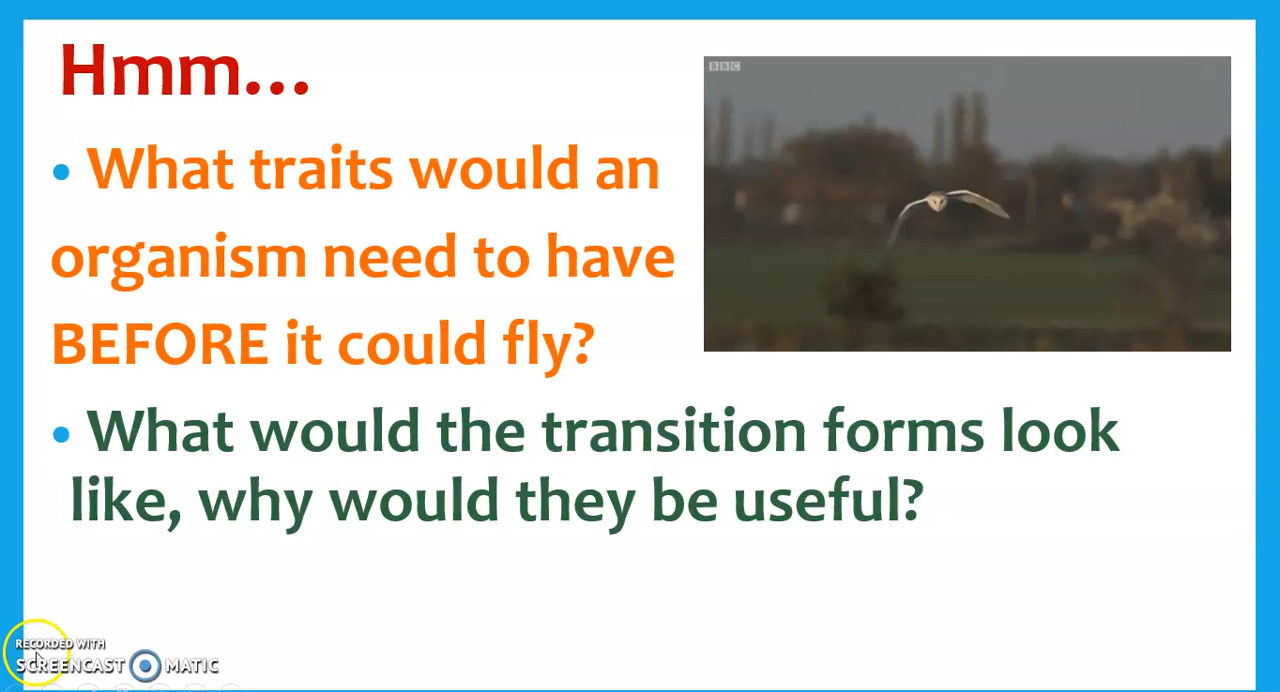 Hmm...
BBC
• What traits would an
organism need to have
BEFORE it could fly?
• What would the transition forms look
like, why would they be useful?
RECORDED WITH
SCREENCAST MATIC